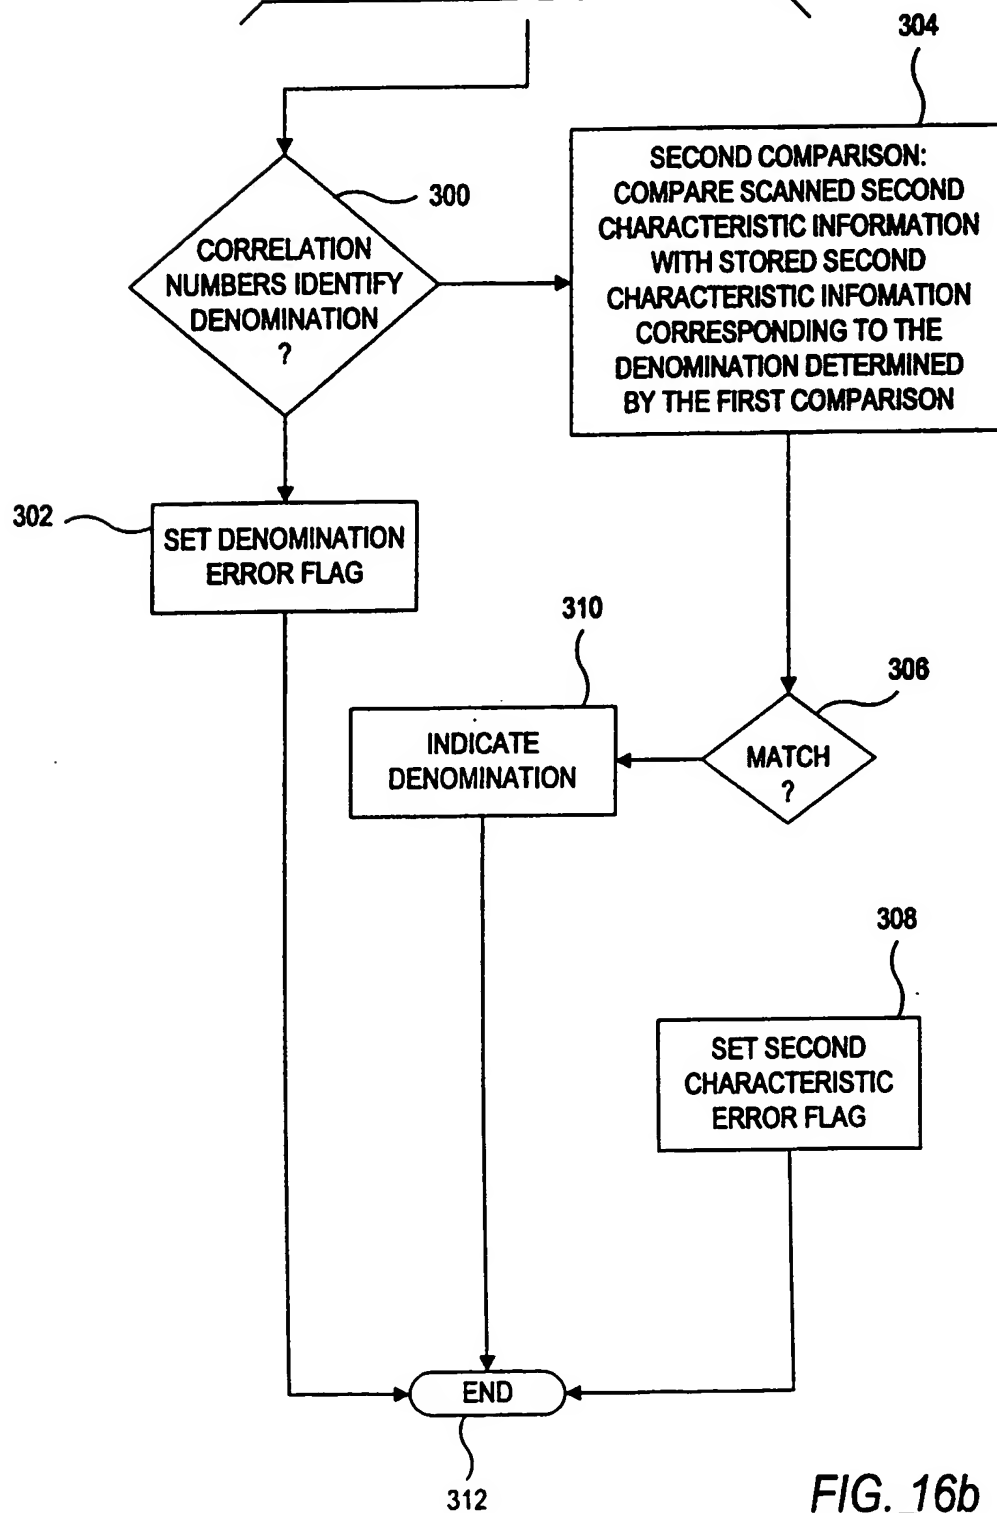 304
300
CORRELATION
NUMBERS IDENTIFY
DENOMINATION
?
SECOND COMPARISON:
COMPARE SCANNED SECOND
CHARACTERISTIC INFORMATION
WITH STORED SECOND
CHARACTERISTIC INFOMATION
CORRESPONDING TO THE
DENOMINATION DETERMINED
BY THE FIRST COMPARISON
302
SET DENOMINATION
ERROR FLAG
310
INDICATE
DENOMINATION
306
MATCH
?
308
SET SECOND
CHARACTERISTIC
ERROR FLAG
END
312
FIG. 16b